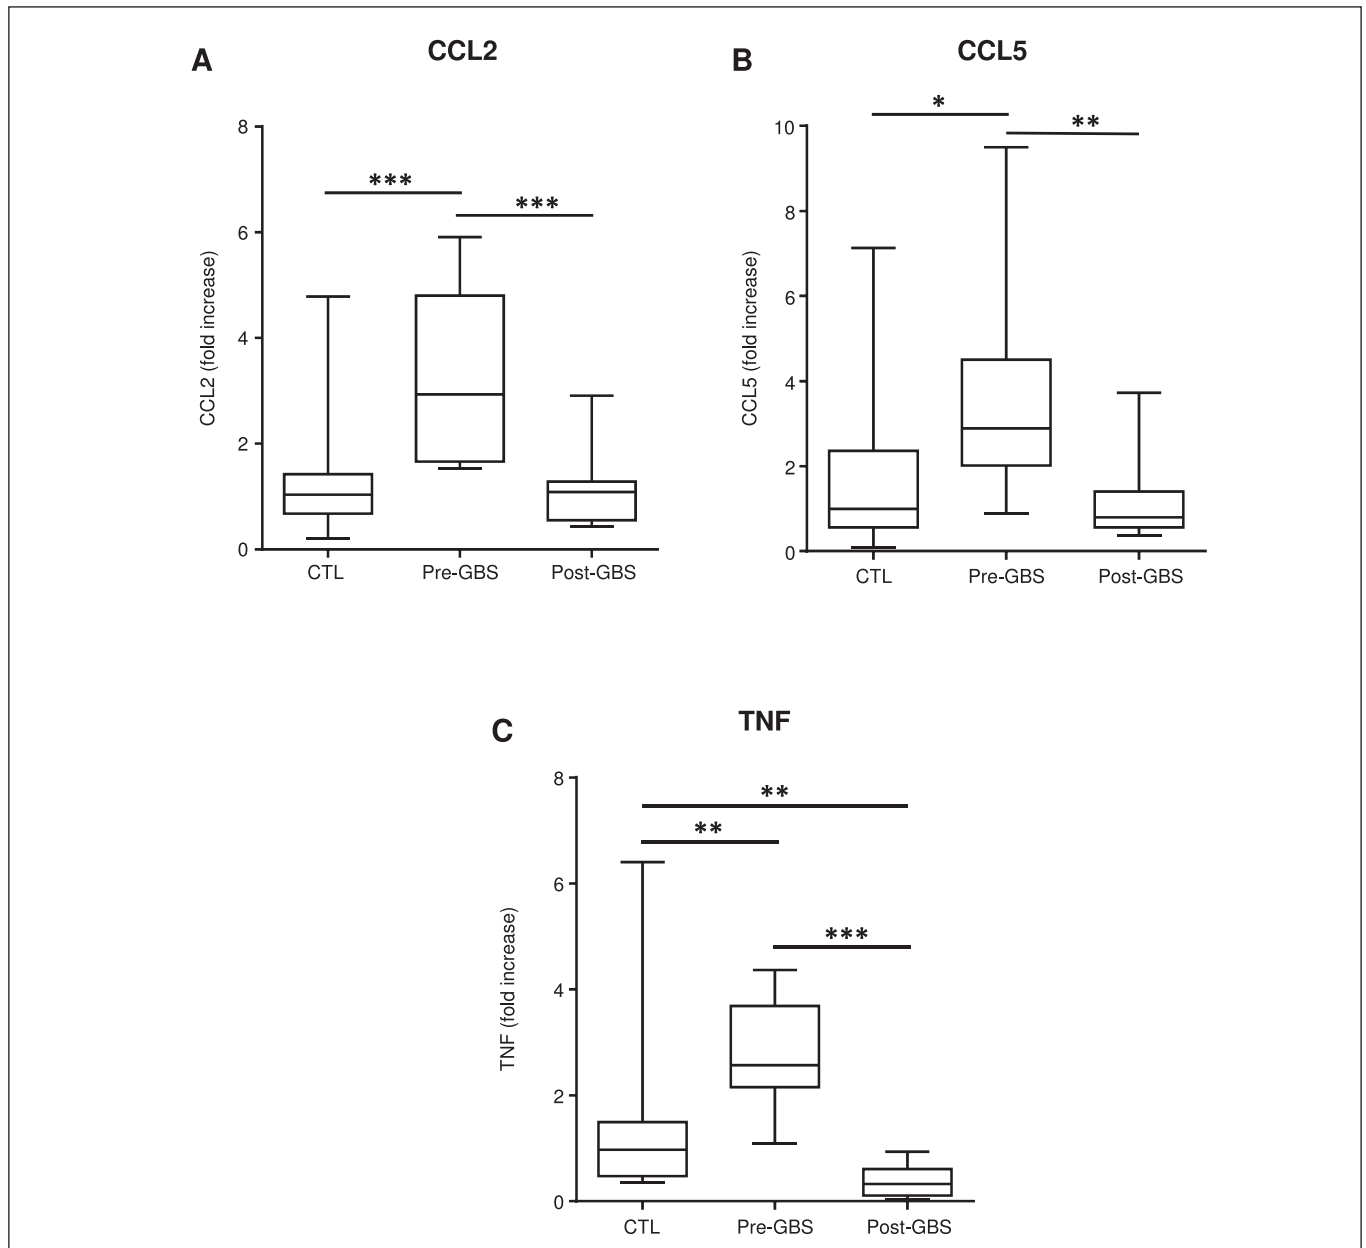 A
CCL2
CCL2 (fold increase)
8
6
4
2
0
***
***
CTL
Pre-GBS
Post-GBS
B
CCL5
CCL5 (fold increase)
10
8
6
4
2
0
*
**
CTL
Pre-GBS
Post-GBS
C
TNF
TNF (fold increase)
8
6
4
2
0
**
**
***
CTL
Pre-GBS
Post-GBS